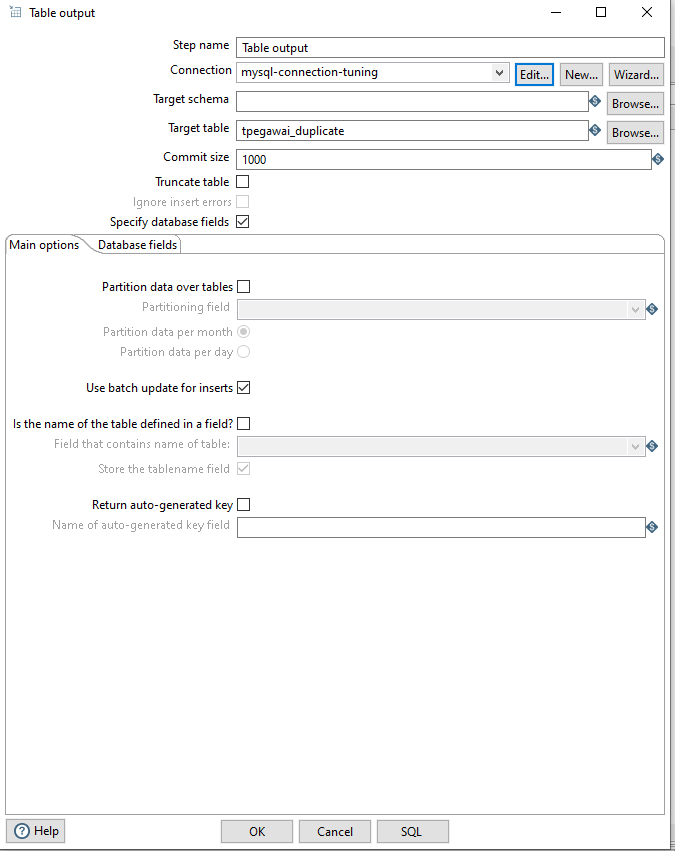 Table output
Step name Table output
Connection mysql-connection-tuning Edit... New... Wizard...
Target schema Browse...
Target table tpegawai_duplicate Browse...
Commit size 1000
Truncate table
Ignore insert errors
Specify database fields
Main options Database fields
Partition data over tables
Partitioning field
Partition data per month
Partition data per day
Use batch update for inserts
Is the name of the table defined in a field?
Field that contains name of table:
Store the tablename field
Return auto-generated key
Name of auto-generated key field
Help OK Cancel SQL